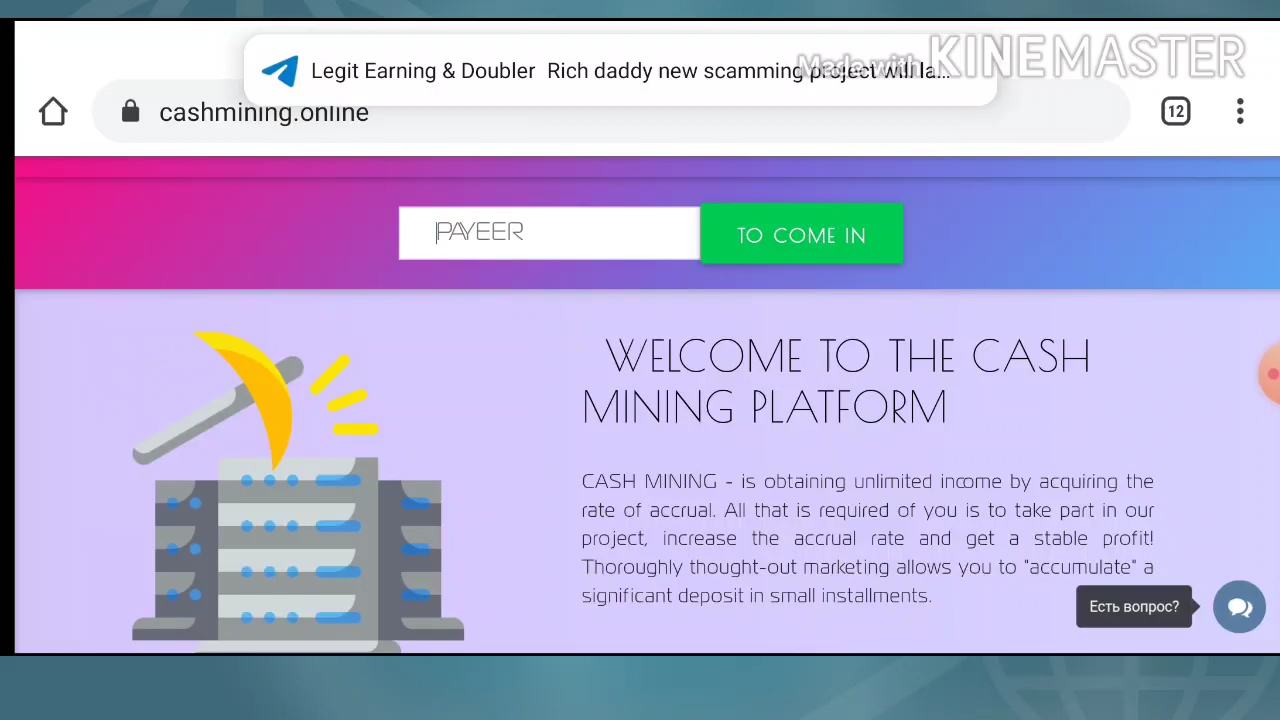 Legit Earning & Doubler Rich daddy new scamming project will la...
Made with KINEMASTER
cashmining.online
12
PAYEER
TO COME IN
WELCOME TO THE CASH
MINING PLATFORM
CASH MINING - is obtaining unlimited income by acquiring the
rate of accrual. All that is required of you is to take part in our
project, increase the accrual rate and get a stable profit!
Thoroughly thought-out marketing allows you to "accumulate" a
significant deposit in small installments.
Есть вопрос?